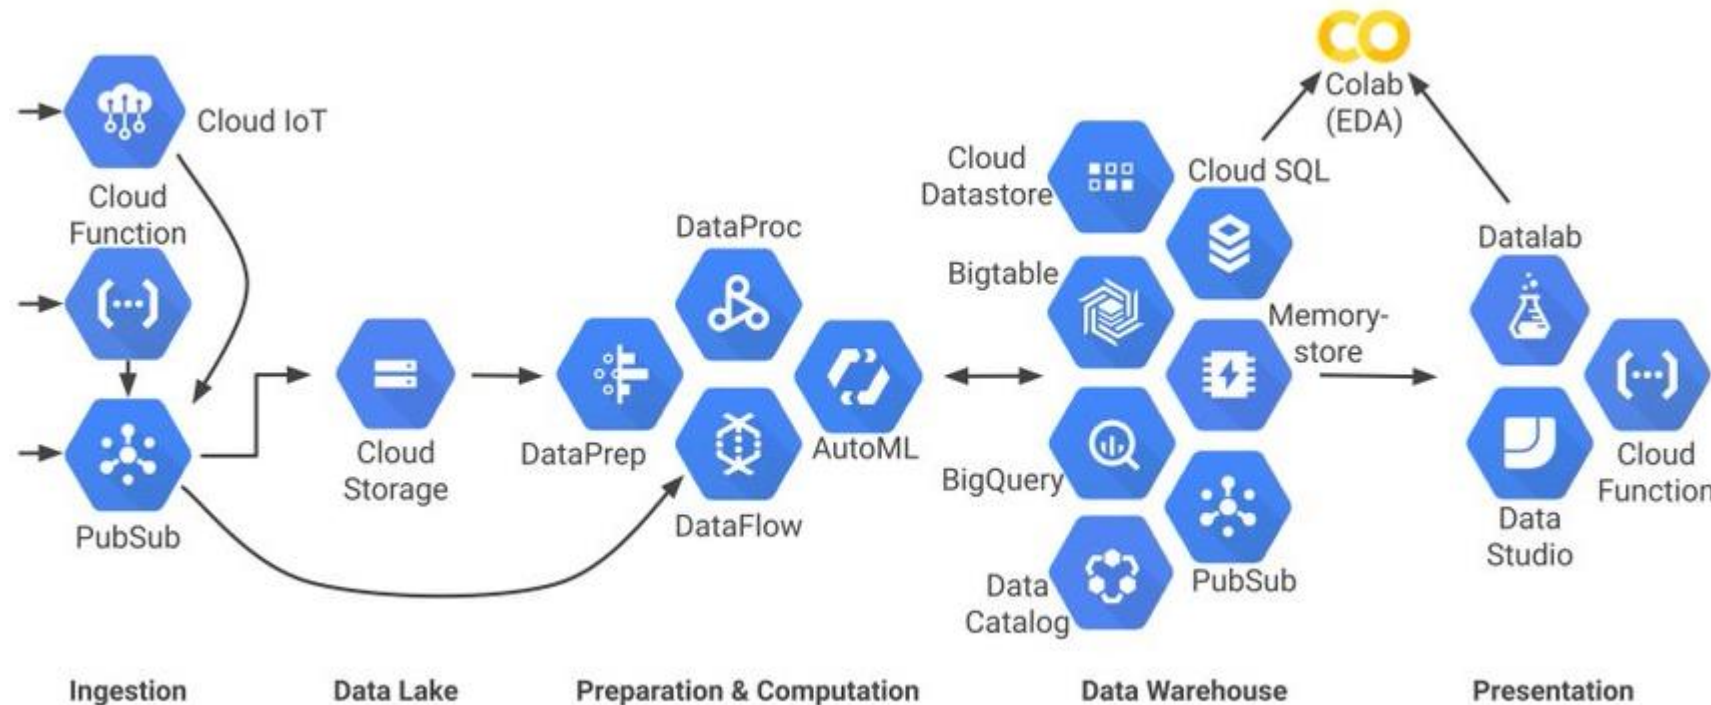 CO
Colab
(EDA)
Cloud IoT
Cloud
Function
PubSub
Cloud
Storage
DataProc
DataPrep
AutoML
DataFlow
Cloud
Datastore
Cloud SQL
Bigtable
Memory-
store
BigQuery
PubSub
Data
Catalog
Datalab
Cloud
Function
Data
Studio
Ingestion
Data Lake
Preparation & Computation
Data Warehouse
Presentation